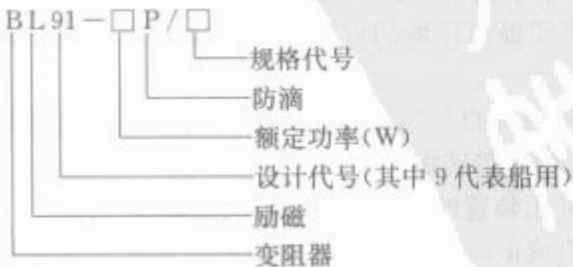 BL91－□P/□
规格代号
防滴
额定功率(W)
设计代号(其中9代表船用)
励磁
变阻器